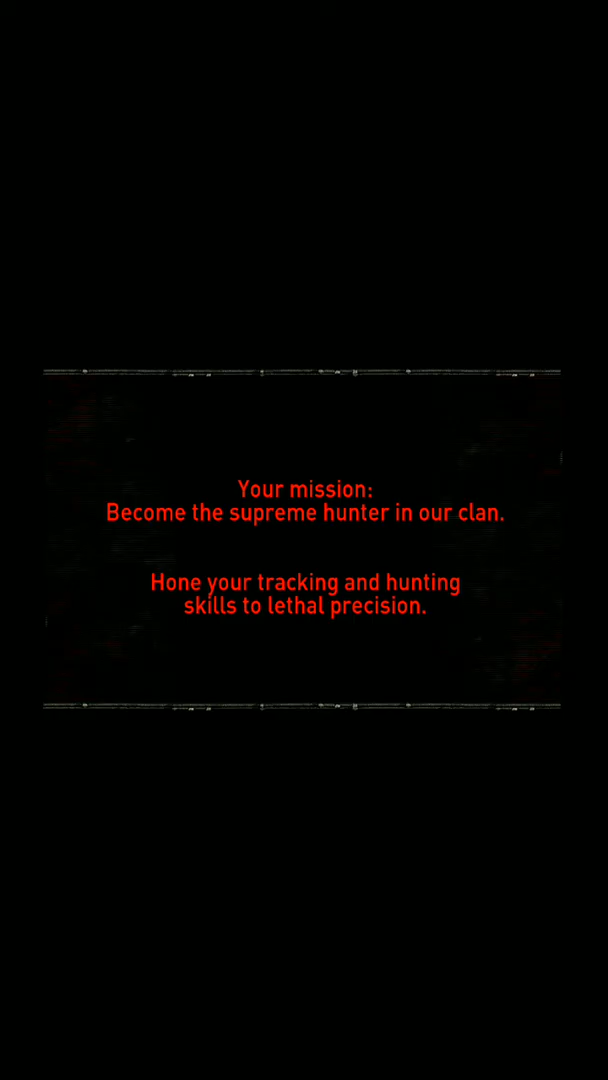 Your mission:
Become the supreme hunter in our clan.
Hone your tracking and hunting
skills to lethal precision.